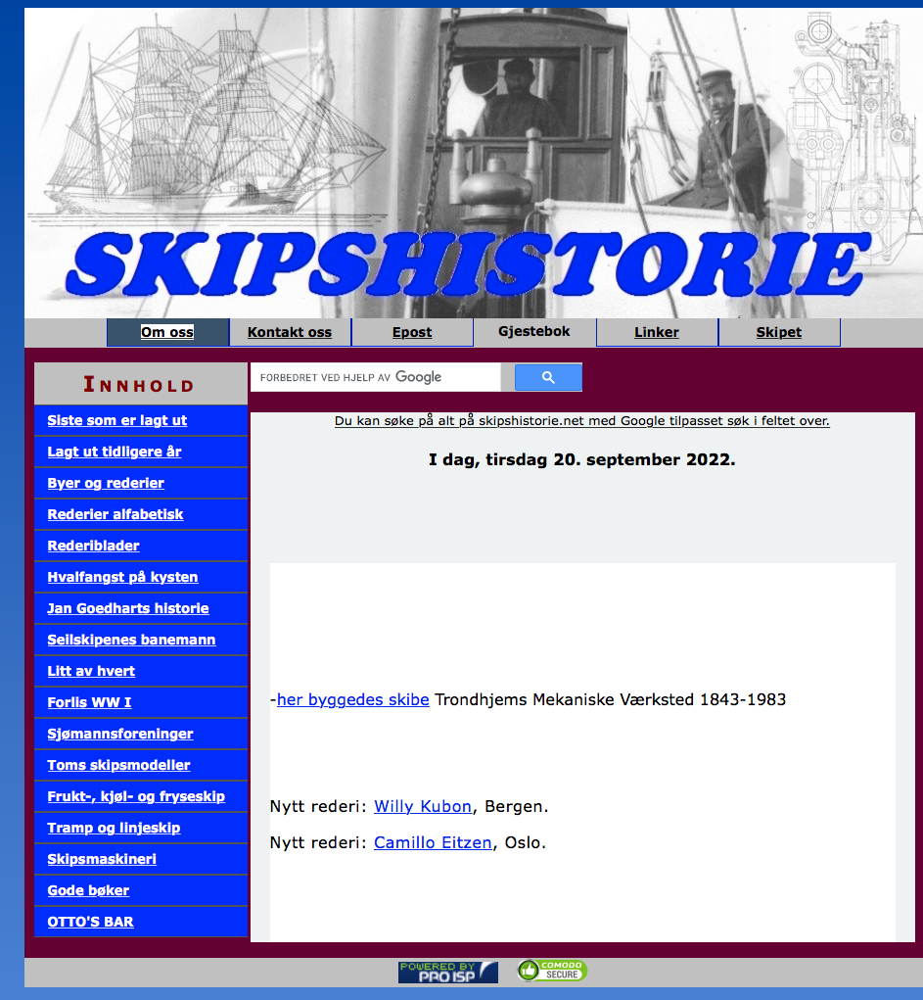 SKIPSHISTORIE
Om oss Kontakt oss Epost Gjestebok Linker Skipet
INNHOLD
FORBEDRET VED HJELP AV Google
Siste som er lagt ut
Lagt ut tidligere år
Byer og rederier
Rederier alfabetisk
Rederiblader
Hvalfangst på kysten
Jan Goedharts historie
Seilskipenes banemann
Litt av hvert
Forlis WW I
Sjømannsforeninger
Toms skipsmodeller
Frukt-, kjøl- og fryseskip
Tramp og linjeskip
Skipsmaskineri
Gode bøker
OTTO'S BAR
Du kan søke på alt på skipshistorie.net med Google tilpasset søk i feltet over.
I dag, tirsdag 20. september 2022.
-her byggedes skibe Trondhjems Mekaniske Værksted 1843-1983
Nytt rederi: Willy Kubon, Bergen.
Nytt rederi: Camillo Eitzen, Oslo.
POWERED BY
PRO ISP
COMODO
SECURE